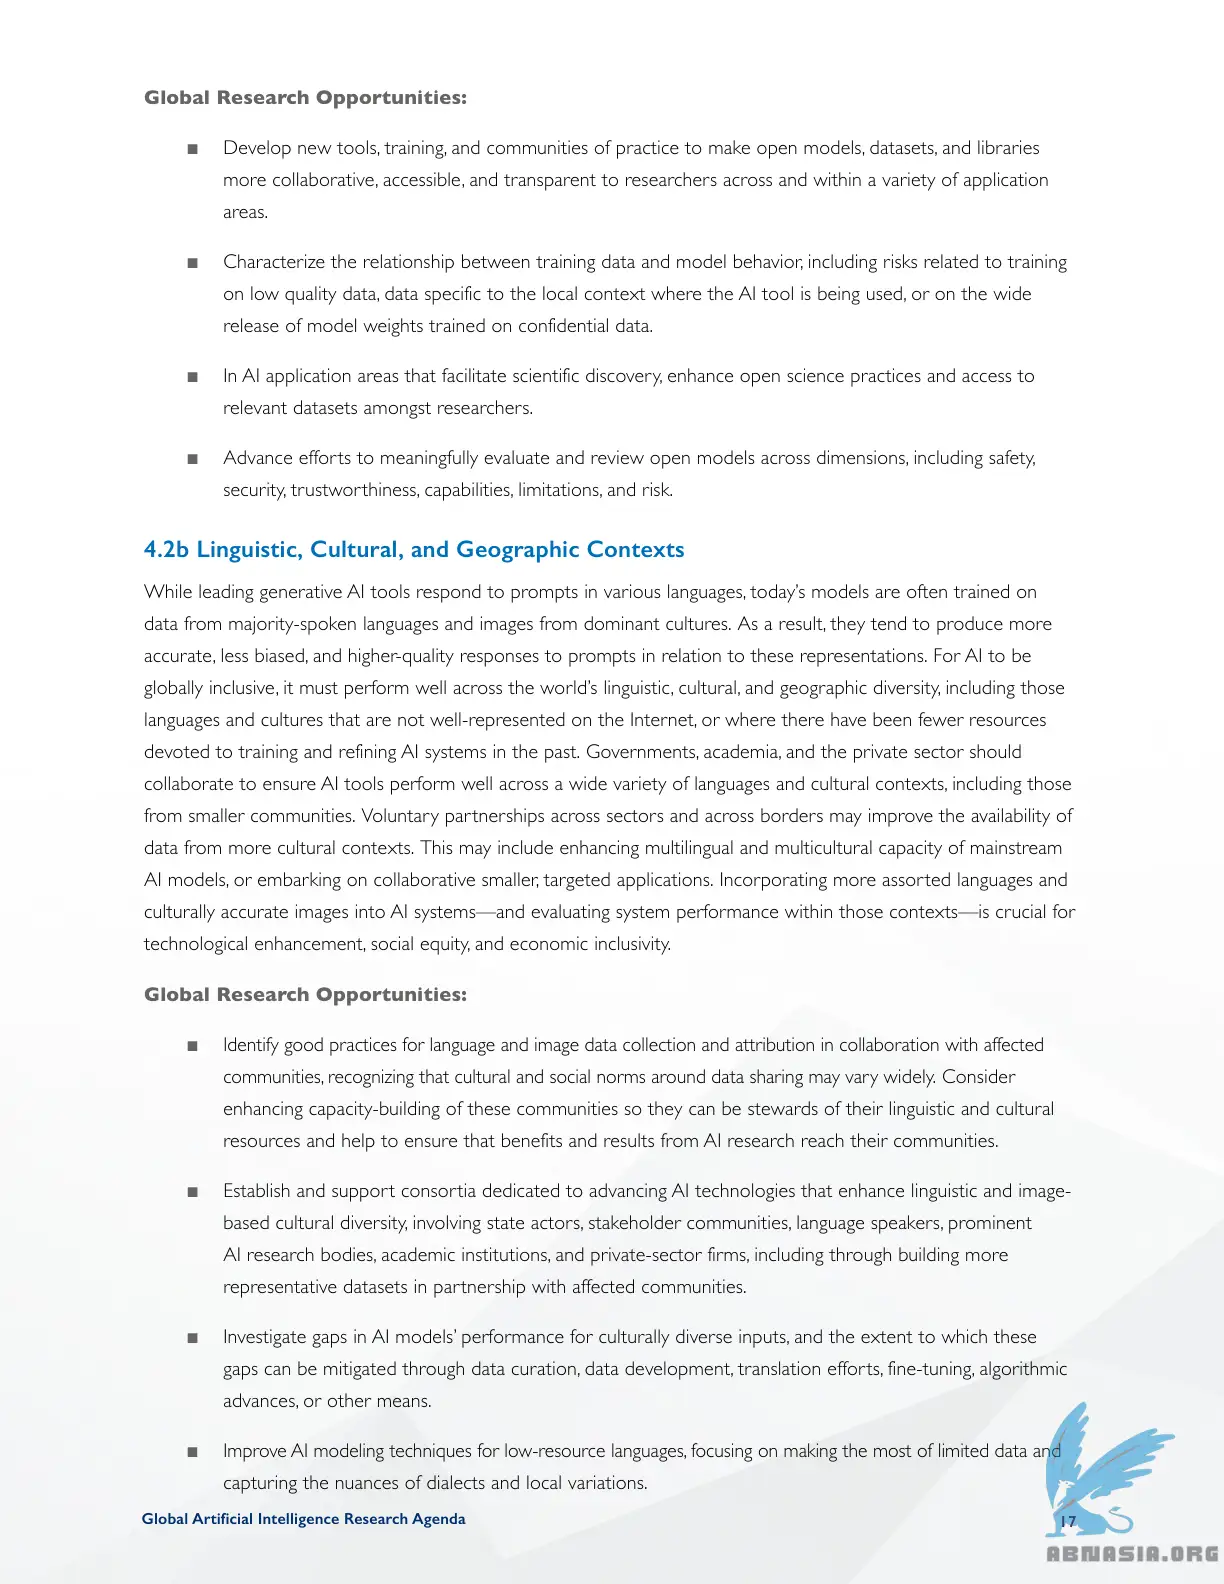 Global Research Opportunities:
■ Develop new tools, training, and communities of practice to make open models, datasets, and libraries
more collaborative, accessible, and transparent to researchers across and within a variety of application
areas.
■ Characterize the relationship between training data and model behavior, including risks related to training
on low quality data, data specific to the local context where the AI tool is being used, or on the wide
release of model weights trained on confidential data.
■ In AI application areas that facilitate scientific discovery, enhance open science practices and access to
relevant datasets amongst researchers.
■ Advance efforts to meaningfully evaluate and review open models across dimensions, including safety,
security, trustworthiness, capabilities, limitations, and risk.
4.2b Linguistic, Cultural, and Geographic Contexts
While leading generative AI tools respond to prompts in various languages, today’s models are often trained on
data from majority-spoken languages and images from dominant cultures. As a result, they tend to produce more
accurate, less biased, and higher-quality responses to prompts in relation to these representations. For AI to be
globally inclusive, it must perform well across the world’s linguistic, cultural, and geographic diversity, including those
languages and cultures that are not well-represented on the Internet, or where there have been fewer resources
devoted to training and refining AI systems in the past. Governments, academia, and the private sector should
collaborate to ensure AI tools perform well across a wide variety of languages and cultural contexts, including those
from smaller communities. Voluntary partnerships across sectors and across borders may improve the availability of
data from more cultural contexts. This may include enhancing multilingual and multicultural capacity of mainstream
AI models, or embarking on collaborative smaller, targeted applications. Incorporating more assorted languages and
culturally accurate images into AI systems—and evaluating system performance within those contexts—is crucial for
technological enhancement, social equity, and economic inclusivity.
Global Research Opportunities:
■ Identify good practices for language and image data collection and attribution in collaboration with affected
communities, recognizing that cultural and social norms around data sharing may vary widely. Consider
enhancing capacity-building of these communities so they can be stewards of their linguistic and cultural
resources and help to ensure that benefits and results from AI research reach their communities.
■ Establish and support consortia dedicated to advancing AI technologies that enhance linguistic and image-
based cultural diversity, involving state actors, stakeholder communities, language speakers, prominent
AI research bodies, academic institutions, and private-sector firms, including through building more
representative datasets in partnership with affected communities.
■ Investigate gaps in AI models’ performance for culturally diverse inputs, and the extent to which these
gaps can be mitigated through data curation, data development, translation efforts, fine-tuning, algorithmic
advances, or other means.
■ Improve AI modeling techniques for low-resource languages, focusing on making the most of limited data and
capturing the nuances of dialects and local variations.
Global Artificial Intelligence Research Agenda 17
ABNASIA.ORG